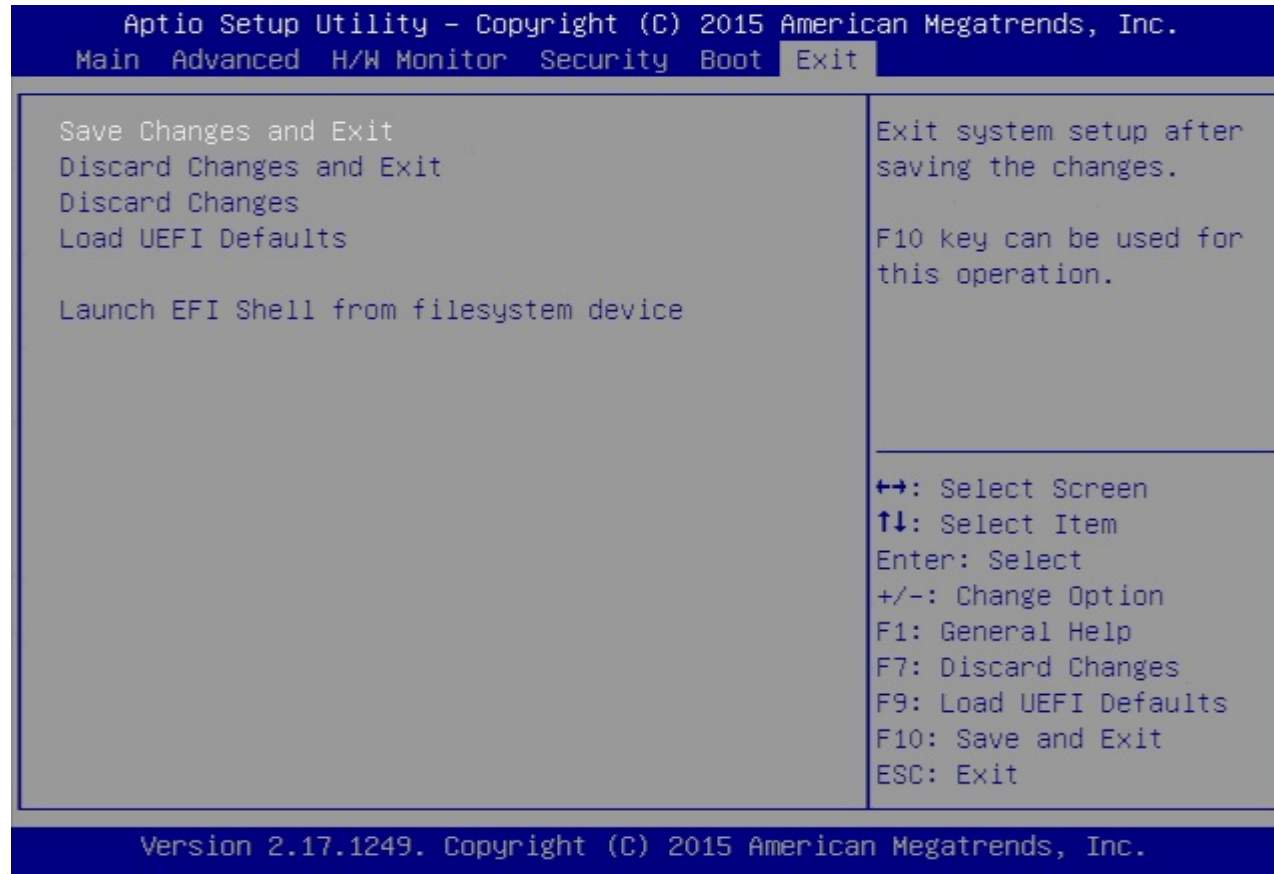 Aptio Setup Utility – Copyright (C) 2015 American Megatrends, Inc.
Main Advanced H/W Monitor Security Boot Exit
Save Changes and Exit
Discard Changes and Exit
Discard Changes
Load UEFI Defaults
Launch EFI Shell from filesystem device
Exit system setup after
saving the changes.
F10 key can be used for
this operation.
↔: Select Screen
↑↓: Select Item
Enter: Select
+/-: Change Option
F1: General Help
F7: Discard Changes
F9: Load UEFI Defaults
F10: Save and Exit
ESC: Exit
Version 2.17.1249. Copyright (C) 2015 American Megatrends, Inc.